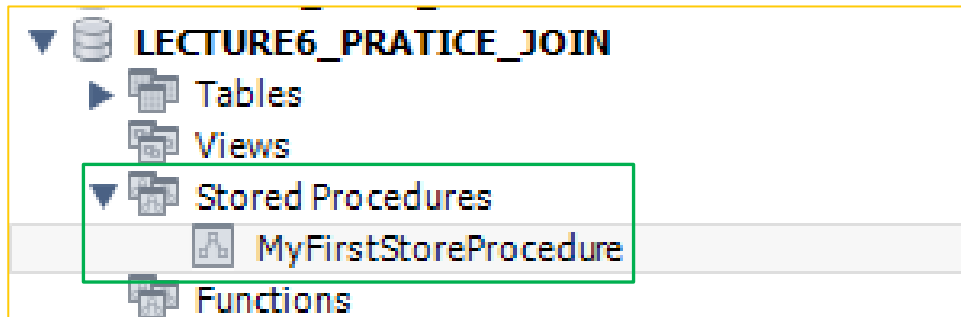 LECTURE6_PRATICE_JOIN
Tables
Views
Stored Procedures
MyFirstStoreProcedure
Functions